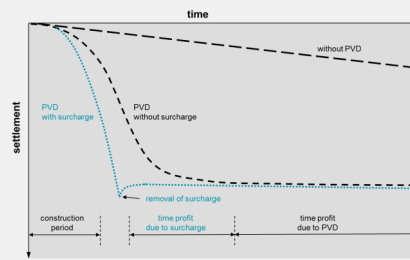 time
without PVD
settlement
PVD
with surcharge
PVD
without surcharge
removal of surcharge
construction
period
time profit
due to surcharge
time profit
due to PVD